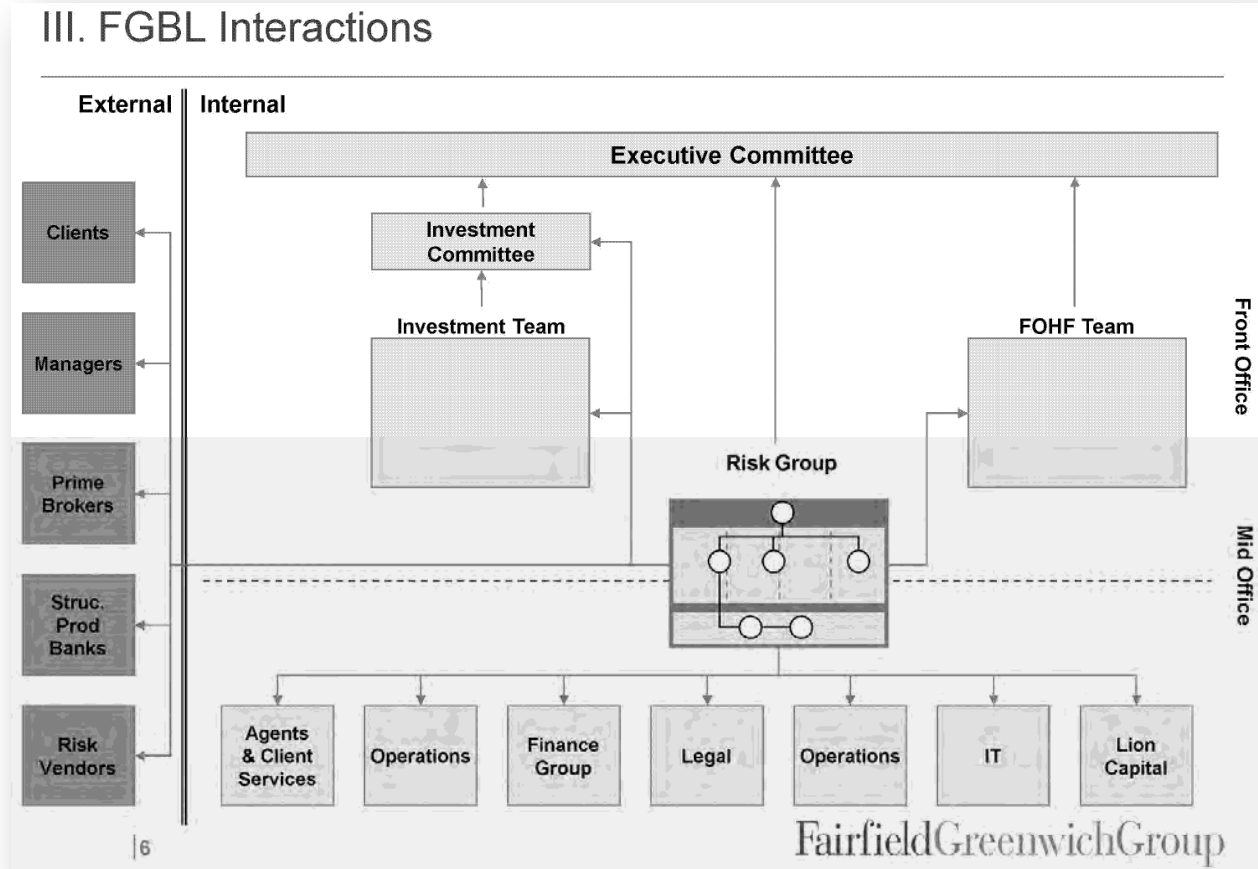 III. FGBL Interactions
External
Internal
Executive Committee
Clients
Investment
Committee
Investment Team
FOHF Team
Front Office
Managers
Risk Group
Prime
Brokers
Mid Office
Struc.
Prod
Banks
Risk
Vendors
Agents
& Client
Services
Operations
Finance
Group
Legal
Operations
IT
Lion
Capital
|6
FairfieldGreenwichGroup